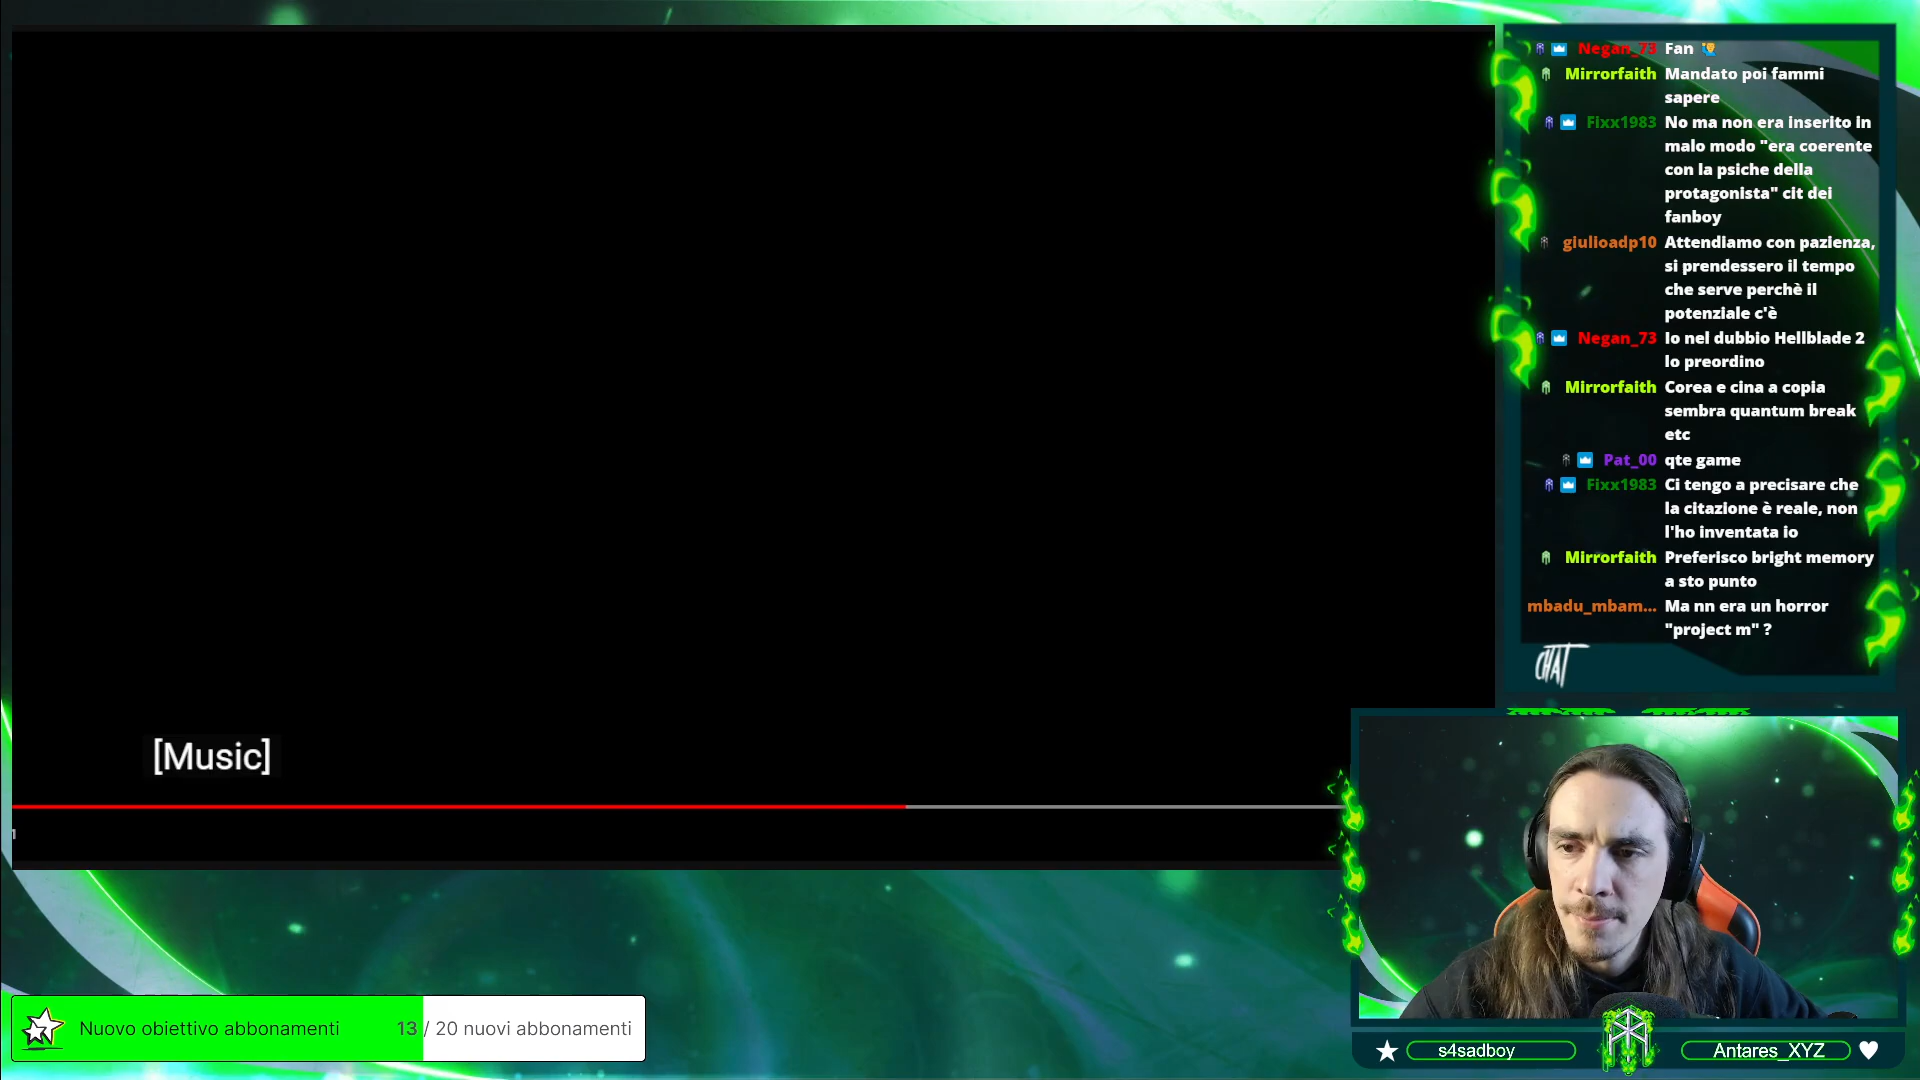 Negan_73 Fan
Mirrorfaith Mandato poi fammi
sapere
Fixx1983 No ma non era inserito in
malo modo "era coerente
con la psiche della
protagonista" cit dei
fanboy
giulioadp10 Attendiamo con pazienza,
si prendessero il tempo
che serve perchè il
potenziale c'è
Negan_73 Io nel dubbio Hellblade 2
lo preordino
Mirrorfaith Corea e cina a copia
sembra quantum break
etc
Pat_00 qte game
Fixx1983 Ci tengo a precisare che
la citazione è reale, non
l'ho inventata io
Mirrorfaith Preferisco bright memory
a sto punto
mbadu_mbam... Ma nn era un horror
"project m" ?
CHAT
[Music]
Nuovo obiettivo abbonamenti 13 / 20 nuovi abbonamenti
s4sadboy
Antares_XYZ